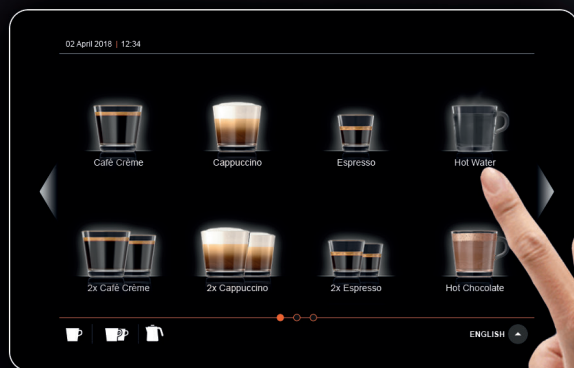 02 April 2018 | 12:34
Café Crème
Cappuccino
Espresso
Hot Water
2x Café Crème
2x Cappuccino
2x Espresso
Hot Chocolate
ENGLISH